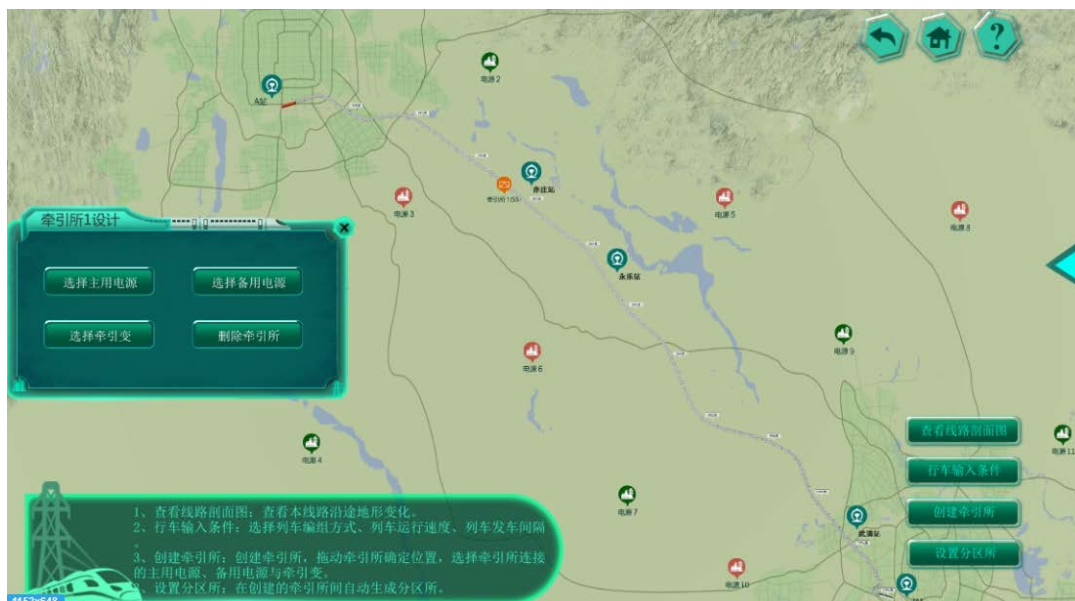 ?
电源2
A站
亦庄站
电源3
电源5
电源8
牵引所1设计
选择主用电源
选择备用电源
永乐站
选择牵引变
删除牵引所
电源9
电源6
查看线路剖面图
电源4
电源11
行车输入条件
电源7
创建牵引所
武清站
设置分区所
电源10
1、查看线路剖面图：查看本线路沿途地形变化。
2、行车输入条件：选择列车编组方式、列车运行速度、列车发车间隔
。
3、创建牵引所：创建牵引所，拖动牵引所确定位置，选择牵引所连接
的主用电源、备用电源与牵引变。
、设置分区所：在创建的牵引所间自动生成分区所。